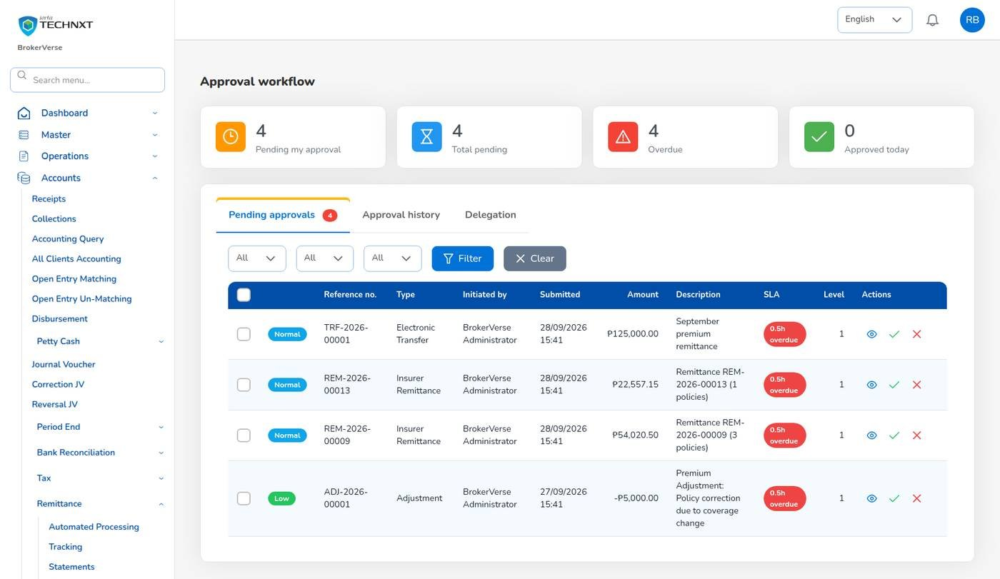 iorta
TECHNXT
BrokerVerse
English
RB
Search menu...
Dashboard
Master
Operations
Accounts
Receipts
Collections
Accounting Query
All Clients Accounting
Open Entry Matching
Open Entry Un-Matching
Disbursement
Petty Cash
Journal Voucher
Correction JV
Reversal JV
Period End
Bank Reconciliation
Tax
Remittance
Automated Processing
Tracking
Statements
Approval workflow
4
Pending my approval
4
Total pending
4
Overdue
0
Approved today
Pending approvals 4 Approval history Delegation
All All All Filter Clear
Reference no. Type Initiated by Submitted Amount Description SLA Level Actions
Normal
TRF-2026-
00001
Electronic
Transfer
BrokerVerse
Administrator
28/09/2026
15:41
₱125,000.00
September
premium
remittance
0.5h
overdue
1
Normal
REM-2026-
00013
Insurer
Remittance
BrokerVerse
Administrator
28/09/2026
15:41
₱22,557.15
Remittance REM-
2026-00013 (1
policies)
0.5h
overdue
1
Normal
REM-2026-
00009
Insurer
Remittance
BrokerVerse
Administrator
28/09/2026
15:41
₱54,020.50
Remittance REM-
2026-00009 (3
policies)
0.5h
overdue
1
Low
ADJ-2026-
00001
Adjustment
BrokerVerse
Administrator
27/09/2026
15:41
-₱5,000.00
Premium
Adjustment:
Policy correction
due to coverage
change
0.5h
overdue
1